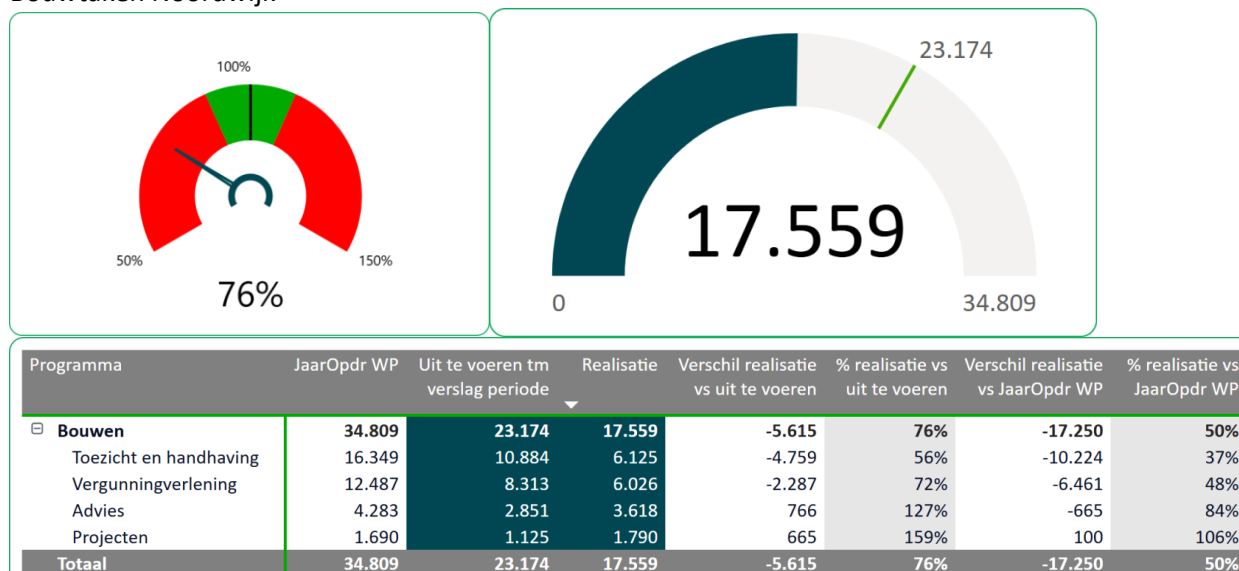 Bouwtaken Noordwijk
100%
50%
150%
76%
23.174
17.559
0
34.809
Programma JaarOpdr WP Uit te voeren tm verslag periode Realisatie Verschil realisatie vs uit te voeren % realisatie vs uit te voeren Verschil realisatie vs JaarOpdr WP % realisatie vs JaarOpdr WP
Bouwen 34.809 23.174 17.559 -5.615 76% -17.250 50%
Toezicht en handhaving 16.349 10.884 6.125 -4.759 56% -10.224 37%
Vergunningverlening 12.487 8.313 6.026 -2.287 72% -6.461 48%
Advies 4.283 2.851 3.618 766 127% -665 84%
Projecten 1.690 1.125 1.790 665 159% 100 106%
Totaal 34.809 23.174 17.559 -5.615 76% -17.250 50%